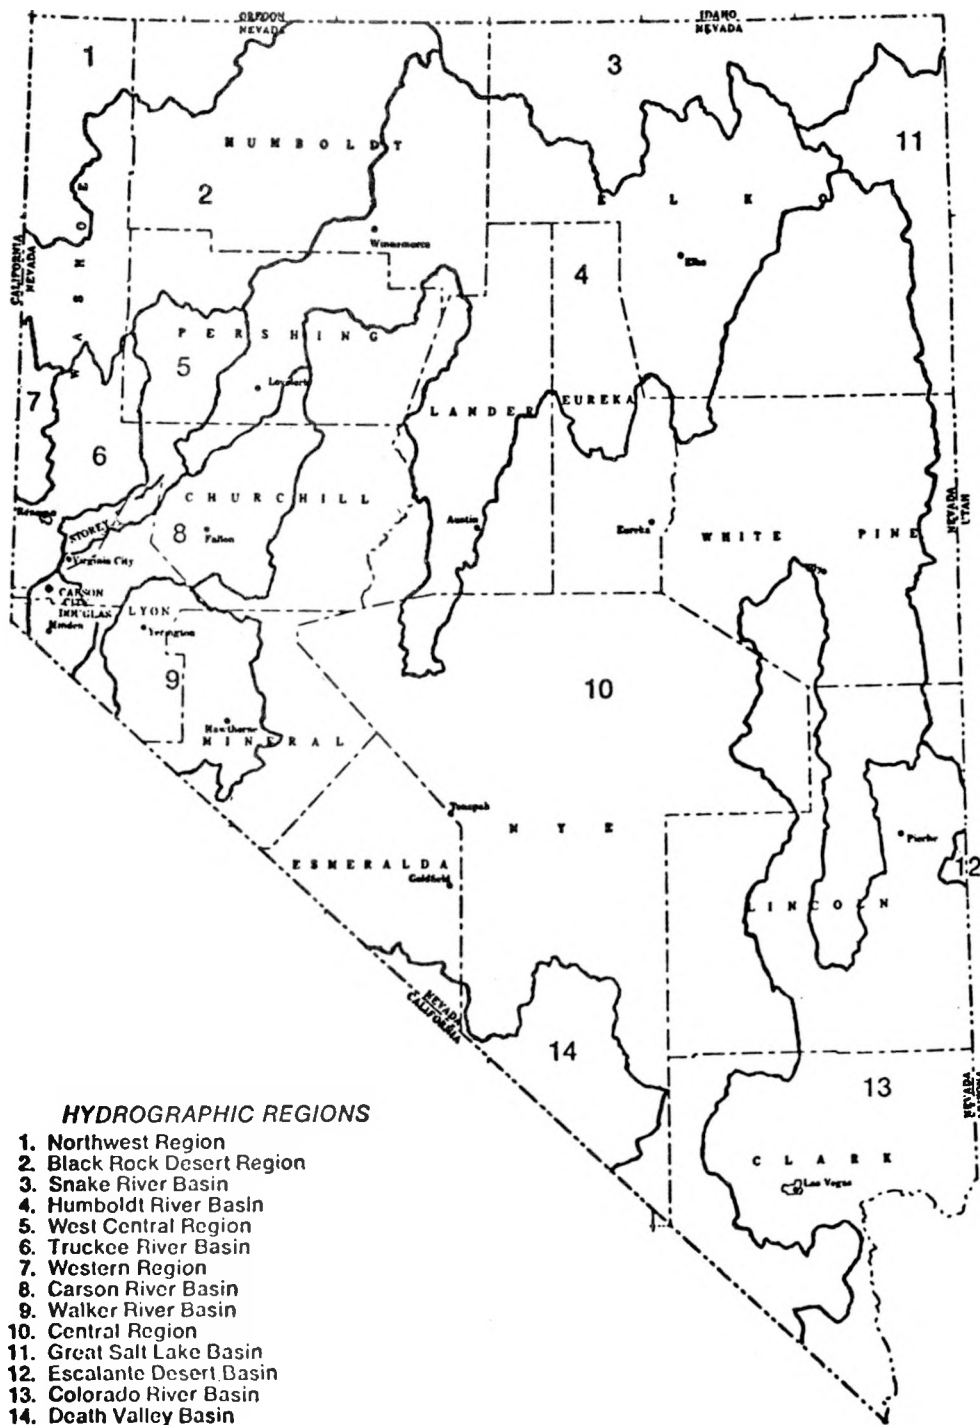 OREGON
NEVADA
IDAHO
NEVADA
1
3
11
HUMBOLDT
2
ELKO
WASHOE
CALIFORNIA
NEVADA
Winnemucca
Elko
4
PERSHING
5
Lovelock
7
LANDER
EUREKA
6
CHURCHILL
NEVADA
UTAH
STOREY
8
Fallon
Austin
Eureka
WHITE PINE
Virginia City
Ely
CARSON
CITY
DOUGLAS
Minden
LYON
Yerington
9
10
Hawthorne
MINERAL
Tonopah
NYE
Pioche
12
ESMERALDA
Goldfield
LINCOLN
NEVADA
CALIFORNIA
14
13
NEVADA
CLARK
Las Vegas
HYDROGRAPHIC REGIONS
1. Northwest Region
2. Black Rock Desert Region
3. Snake River Basin
4. Humboldt River Basin
5. West Central Region
6. Truckee River Basin
7. Western Region
8. Carson River Basin
9. Walker River Basin
10. Central Region
11. Great Salt Lake Basin
12. Escalante Desert Basin
13. Colorado River Basin
14. Death Valley Basin